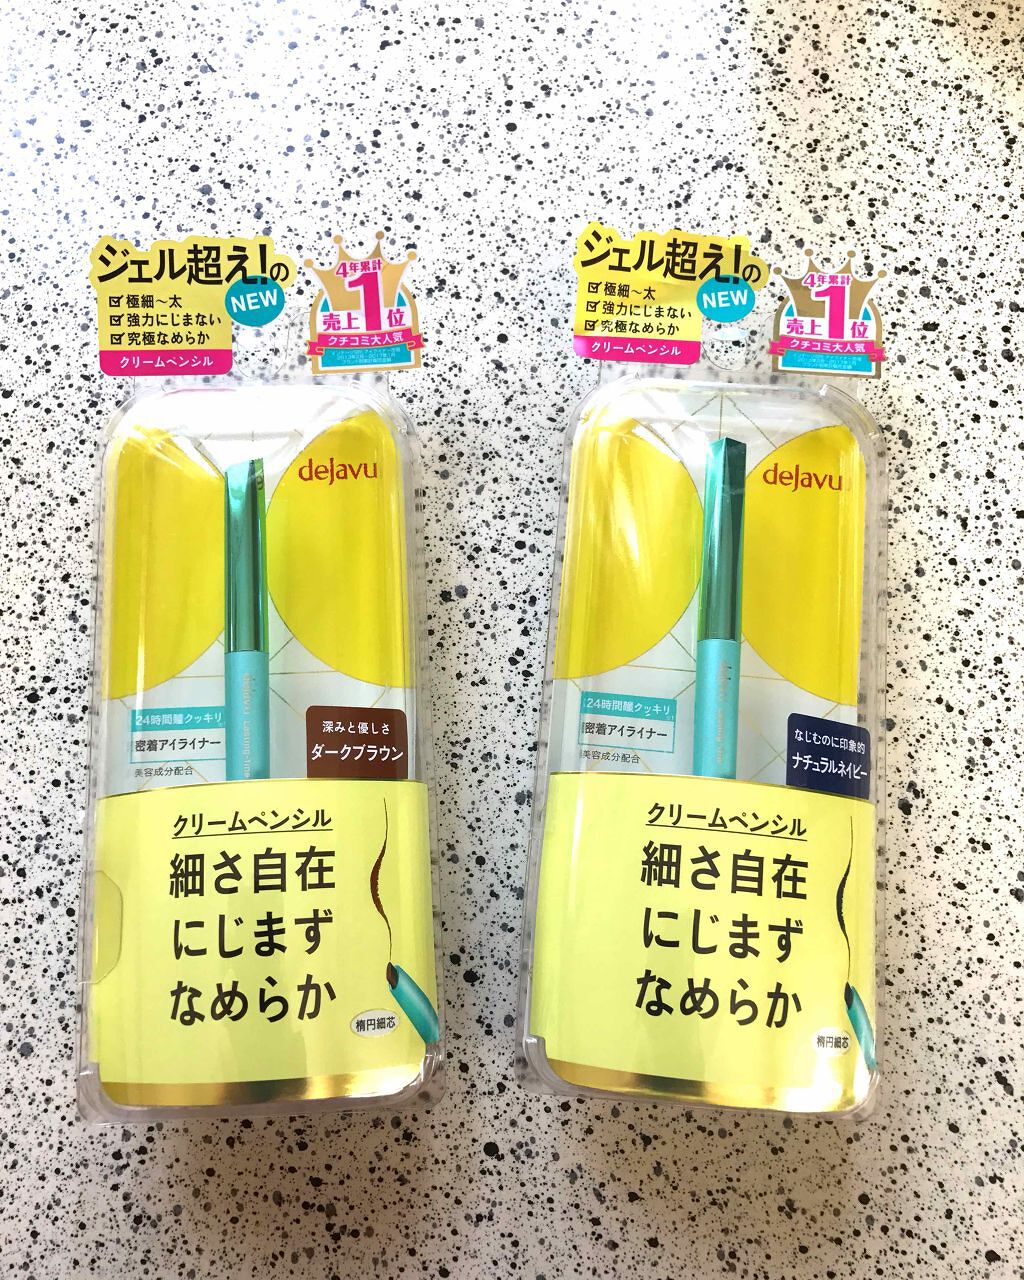 ジェル超え!の
極細～太
強力にじまない
究極なめらか
NEW
クリームペンシル
4年累計
売上1位
クチコミ大人気
dejavu
24時間瞳クッキリ
密着アイライナー
美容成分配合
深みと優しさ
ダークブラウン
クリームペンシル
細さ自在
にじまず
なめらか
楕円細芯
ジェル超え!の
極細～太
強力にじまない
究極なめらか
NEW
クリームペンシル
4年累計
売上1位
クチコミ大人気
dejavu
24時間瞳クッキリ
密着アイライナー
美容成分配合
なじむのに印象的
ナチュラルネイビー
クリームペンシル
細さ自在
にじまず
なめらか
楕円細芯